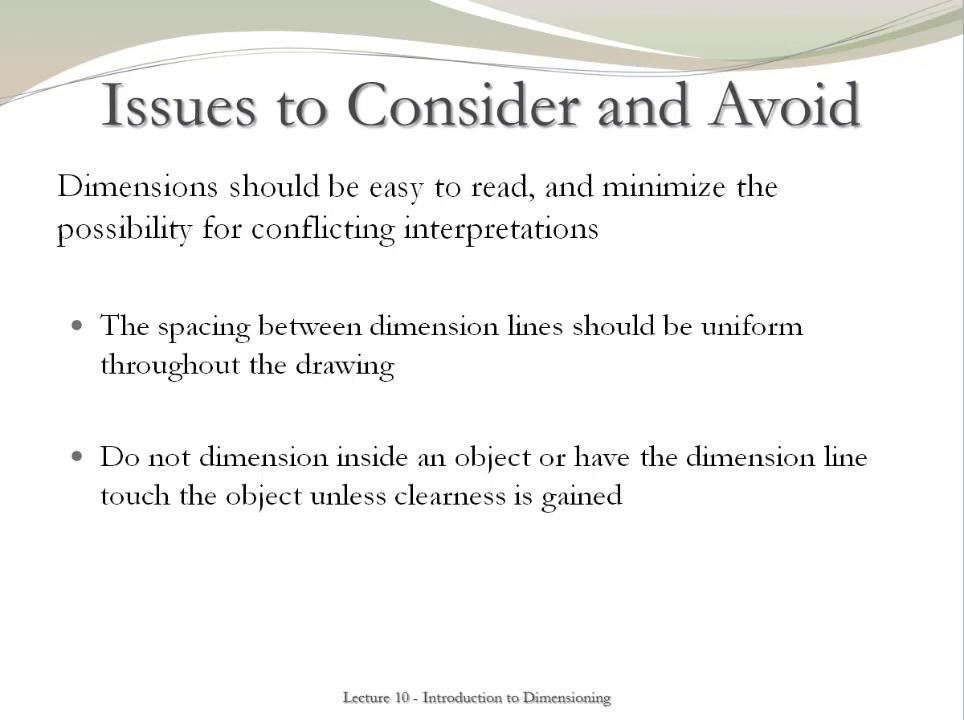 Issues to Consider and Avoid
Dimensions should be easy to read, and minimize the
possibility for conflicting interpretations
• The spacing between dimension lines should be uniform
throughout the drawing
• Do not dimension inside an object or have the dimension line
touch the object unless clearness is gained
Lecture 10 - Introduction to Dimensioning